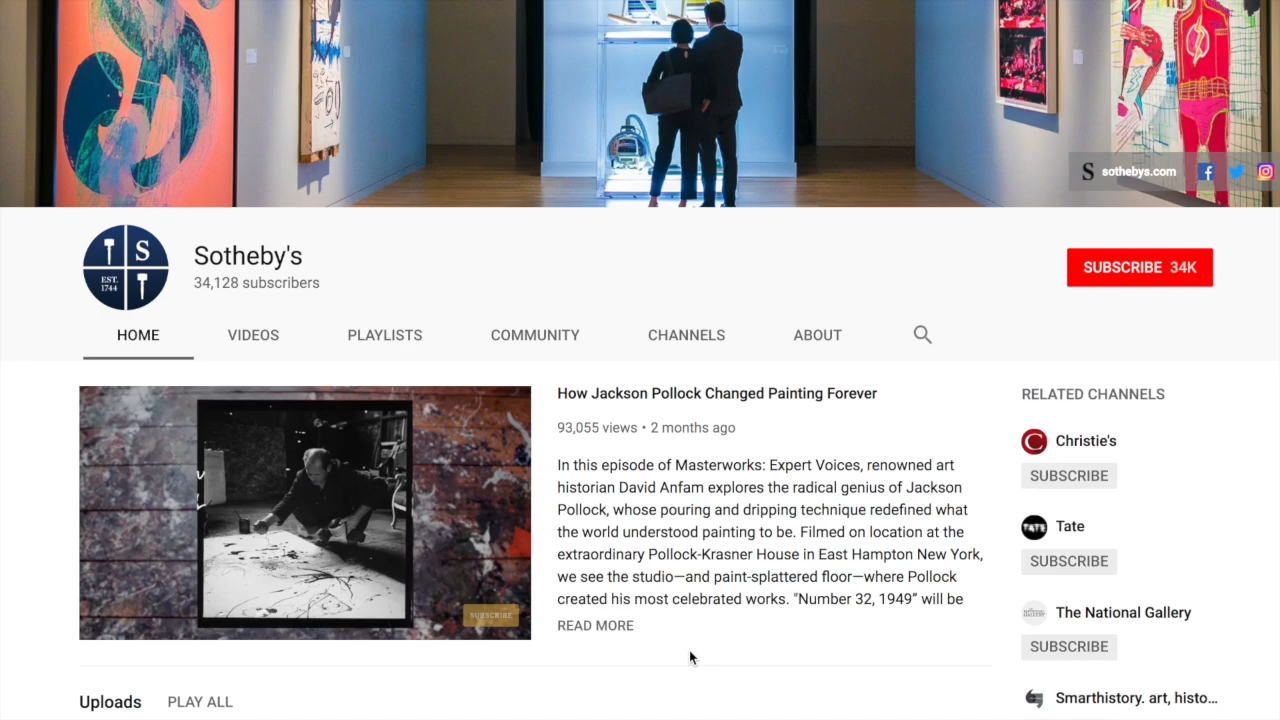 sothebys.com
S
EST.
1744
Sotheby's
34,128 subscribers
SUBSCRIBE 34K
HOME VIDEOS PLAYLISTS COMMUNITY CHANNELS ABOUT
How Jackson Pollock Changed Painting Forever
93,055 views • 2 months ago
In this episode of Masterworks: Expert Voices, renowned art
historian David Anfam explores the radical genius of Jackson
Pollock, whose pouring and dripping technique redefined what
the world understood painting to be. Filmed on location at the
extraordinary Pollock-Krasner House in East Hampton New York,
we see the studio—and paint-splattered floor—where Pollock
created his most celebrated works. "Number 32, 1949” will be
READ MORE
SUBSCRIBE
RELATED CHANNELS
Christie's
SUBSCRIBE
TATE
Tate
SUBSCRIBE
The National Gallery
SUBSCRIBE
Smarthistory. art, histo...
Uploads PLAY ALL